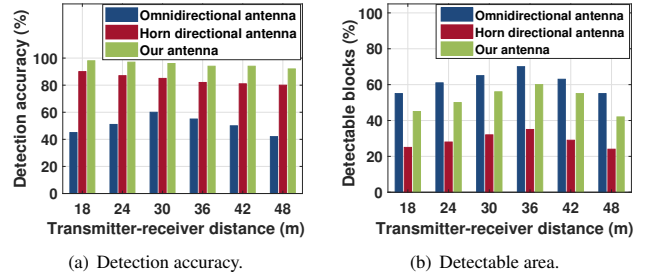 Omnidirectional antenna
Horn directional antenna
Our antenna
Detection accuracy (%)
100
80
60
40
20
0
18 24 30 36 42 48
Transmitter-receiver distance (m)
(a) Detection accuracy.
Omnidirectional antenna
Horn directional antenna
Our antenna
Detectable blocks (%)
100
80
60
40
20
0
18 24 30 36 42 48
Transmitter-receiver distance (m)
(b) Detectable area.